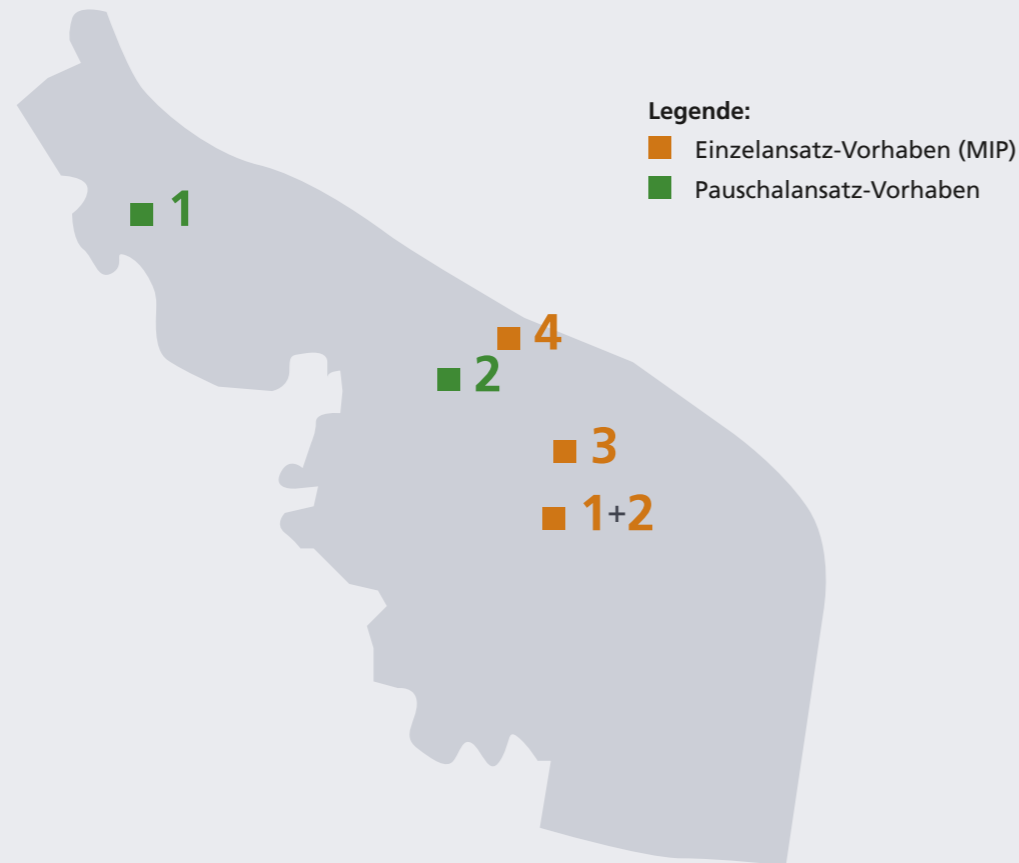 Legende:
Einzelansatz-Vorhaben (MIP)
Pauschalansatz-Vorhaben
1
4
2
3
1+2